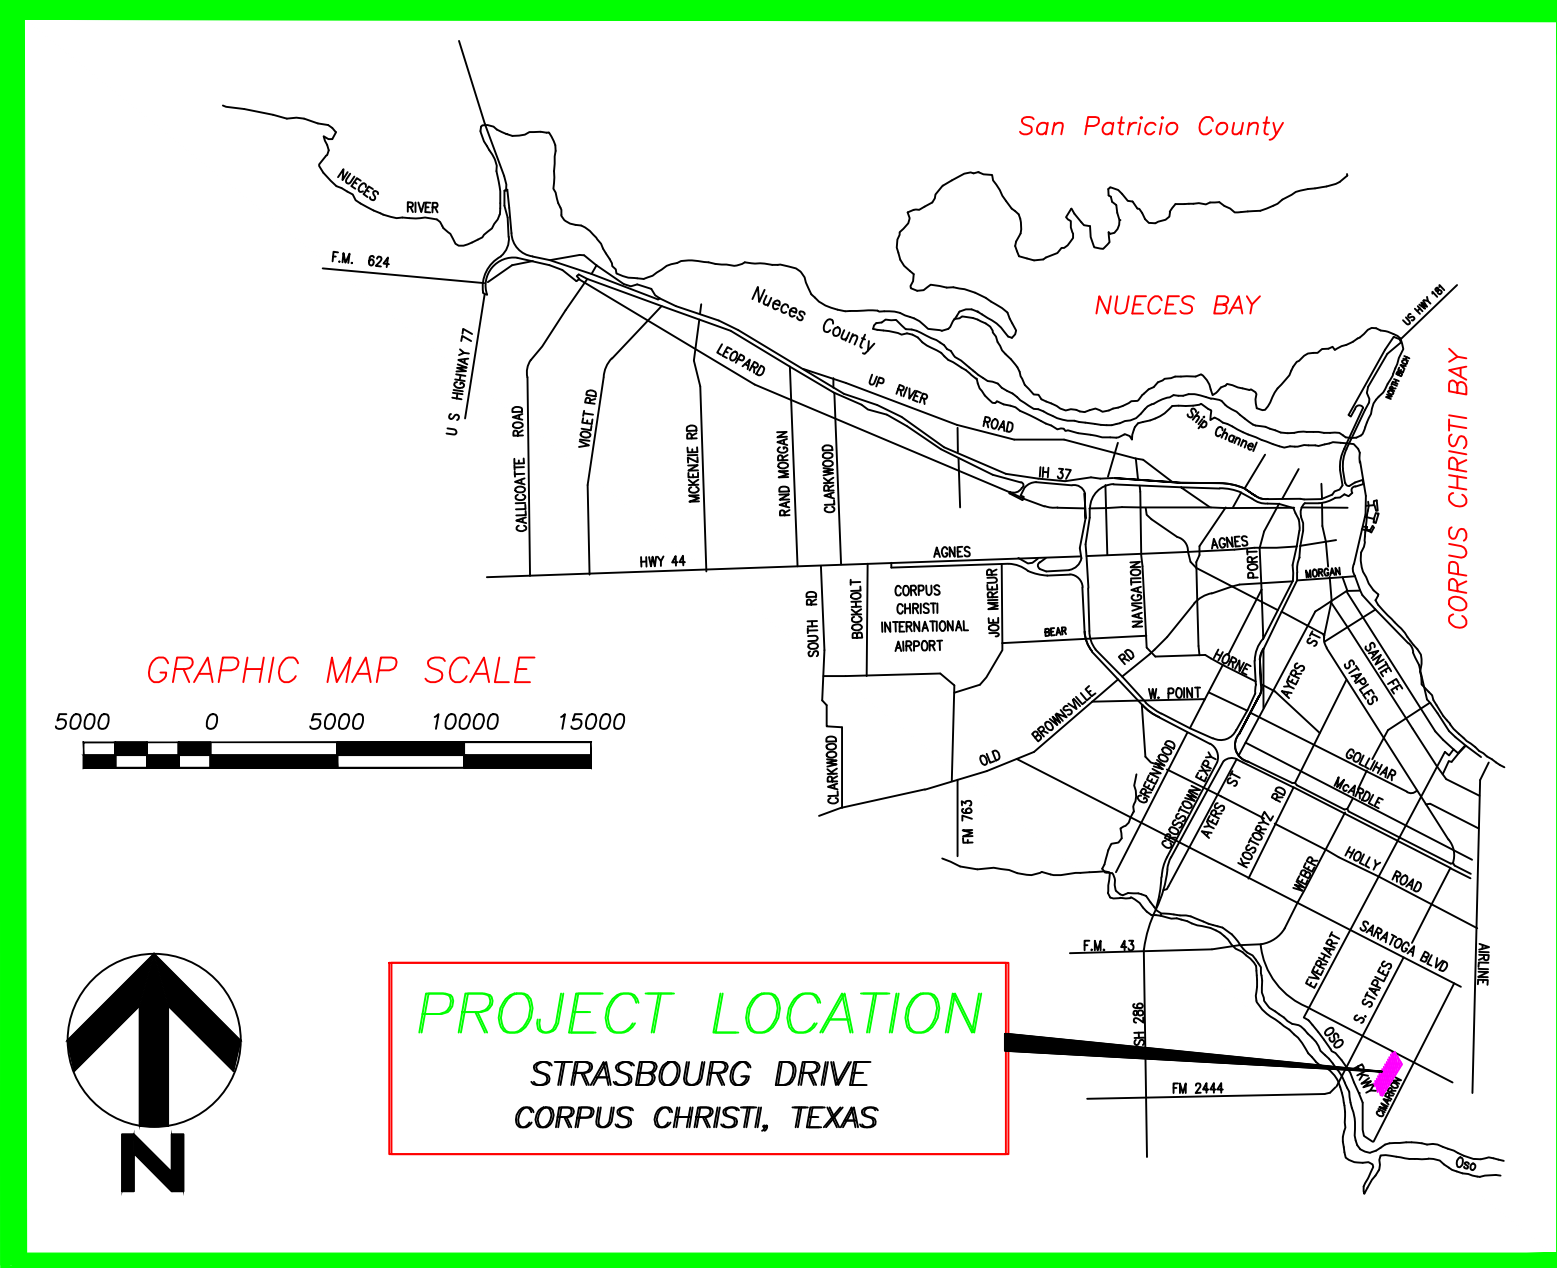 San Patricio County
NUECES
RIVER
F.M. 624
NUECES BAY
US HWY 181
Nueces County
NORTH BEACH
CORPUS CHRISTI BAY
U S HIGHWAY 77
LEOPARD
UP RIVER ROAD
Ship Channel
CALLICOATTE ROAD
VIOLET RD
MCKENZIE RD
RAND MORGAN
CLARKWOOD
IH 37
HWY 44
AGNES
AGNES
PORT
MORGAN
SOUTH RD
BOCKHOLT
CORPUS
CHRISTI
INTERNATIONAL
AIRPORT
JOE MIREUR
NAVIGATION
BEAR
HORNE
AYERS ST
STAPLES
SANTE FE
GRAPHIC MAP SCALE
5000 0 5000 10000 15000
OLD BROWNSVILLE RD
W. POINT
CLARKWOOD
FM 763
GREENWOOD
CROSSTOWN EXPY
AYERS ST
KOSTORYZ RD
GOLLIHAR
McARDLE
WEBER
HOLLY ROAD
SARATOGA BLVD
EVERHART
S. STAPLES
AIRLINE
F.M. 43
SH 286
OSO PKWY
CIMARRON
FM 2444
Oso
PROJECT LOCATION
STRASBOURG DRIVE
CORPUS CHRISTI, TEXAS
N